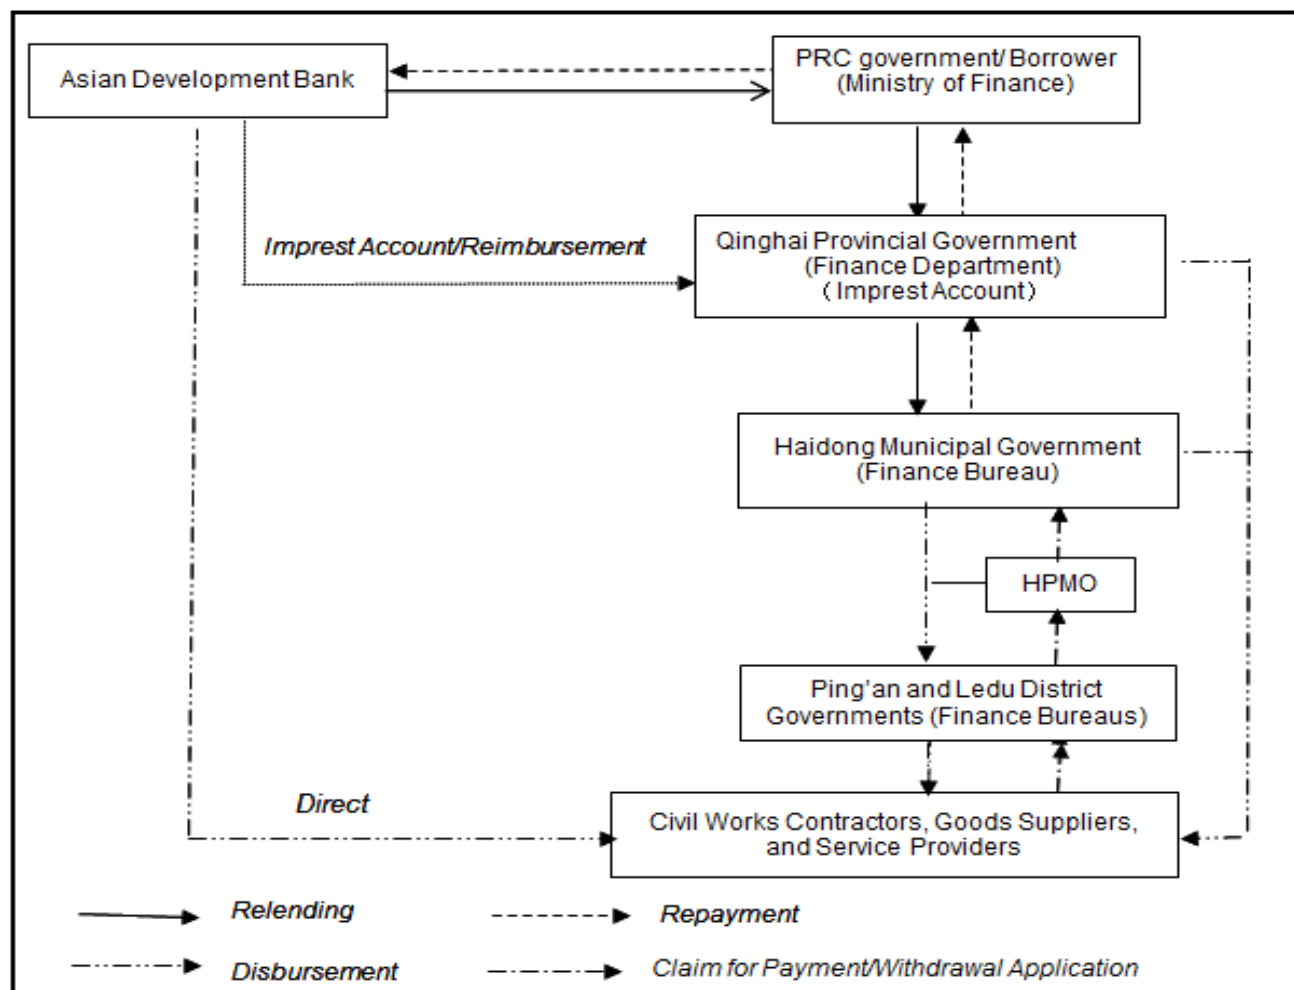 Asian Development Bank
PRC government/ Borrower
(Ministry of Finance)
Imprest Account/Reimbursement
Qinghai Provincial Government
(Finance Department)
( Imprest Account )
Haidong Municipal Government
(Finance Bureau)
HPMO
Ping'an and Ledu District
Governments (Finance Bureaus)
Direct
Civil Works Contractors, Goods Suppliers,
and Service Providers
Relending
Repayment
Disbursement
Claim for Payment/Withdrawal Application